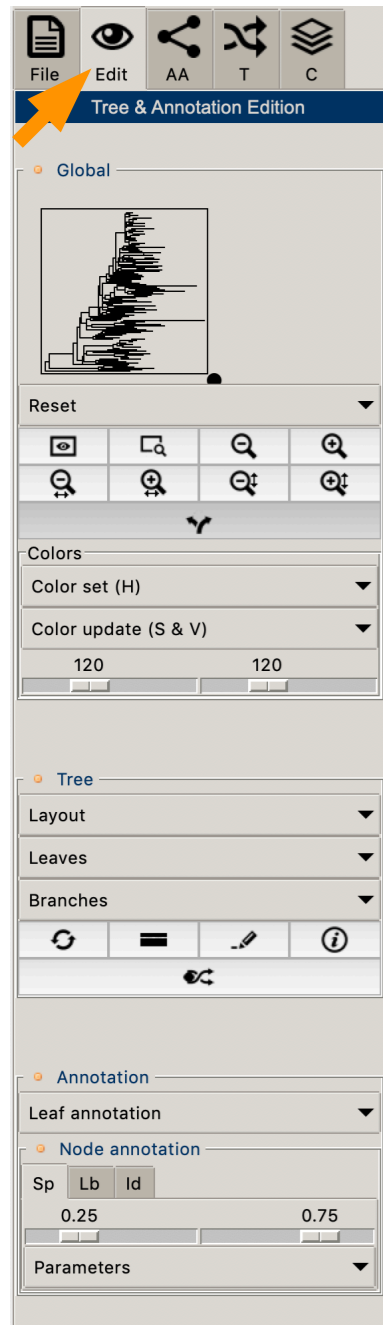 File Edit AA T C
Tree & Annotation Edition
Global
Reset
Colors
Color set (H)
Color update (S & V)
120 120
Tree
Layout
Leaves
Branches
i
Annotation
Leaf annotation
Node annotation
Sp Lb Id
0.25 0.75
Parameters